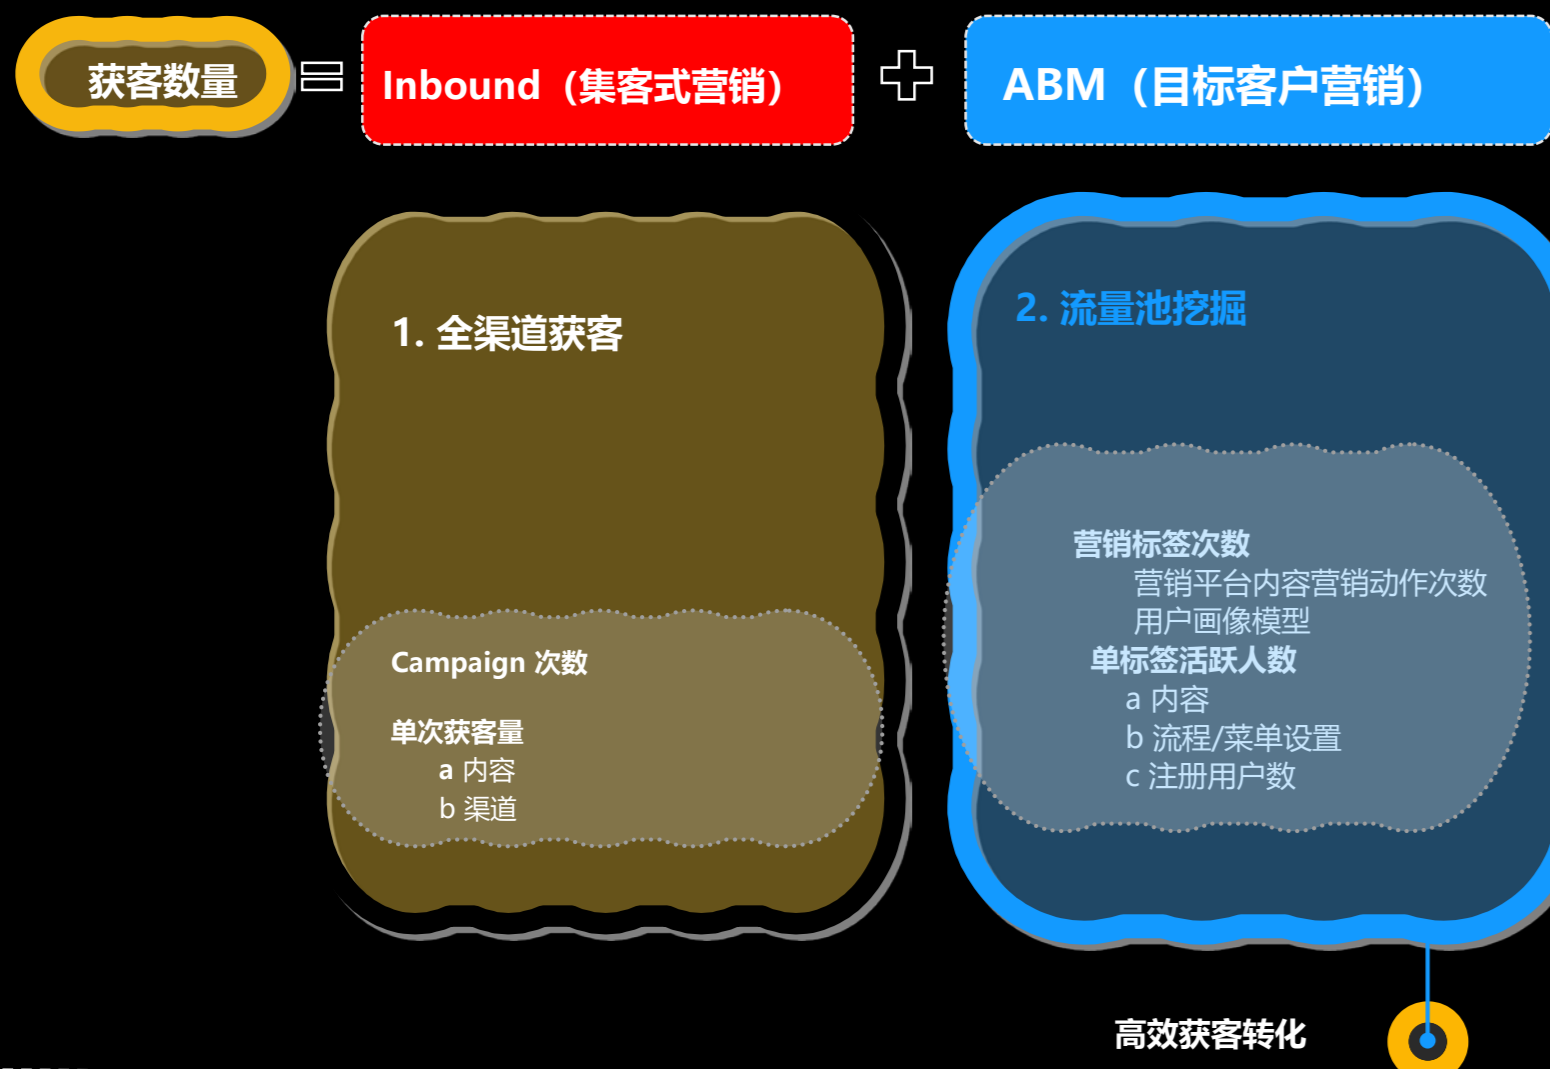 获客数量
Inbound（集客式营销）
ABM（目标客户营销）
1. 全渠道获客
Campaign 次数
单次获客量
a 内容
b 渠道
2. 流量池挖掘
营销标签次数
营销平台内容营销动作次数
用户画像模型
单标签活跃人数
a 内容
b 流程/菜单设置
c 注册用户数
高效获客转化